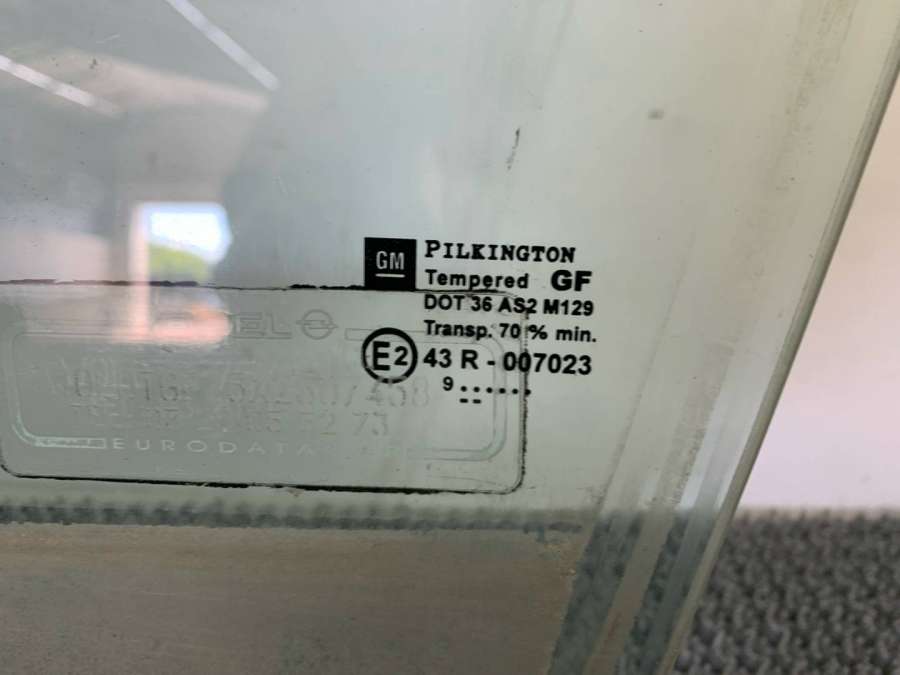 GM
PILKINGTON
Tempered GF
DOT 36 AS2 M129
Transp. 70 % min.
E2 43 R - 007023
9 ......
--
EURODATA